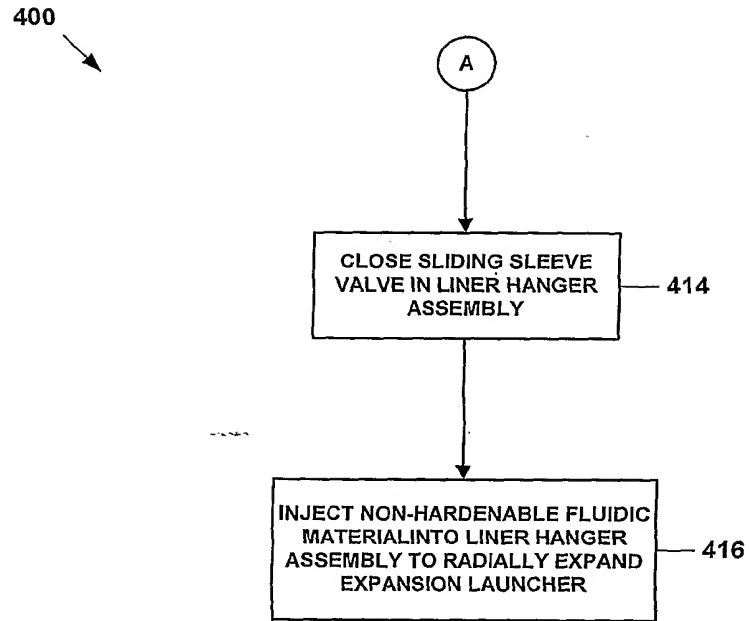 400
A
CLOSE SLIDING SLEEVE
VALVE IN LINER HANGER
ASSEMBLY
414
INJECT NON-HARDENABLE FLUIDIC
MATERIALINTO LINER HANGER
ASSEMBLY TO RADIALLY EXPAND
EXPANSION LAUNCHER
416